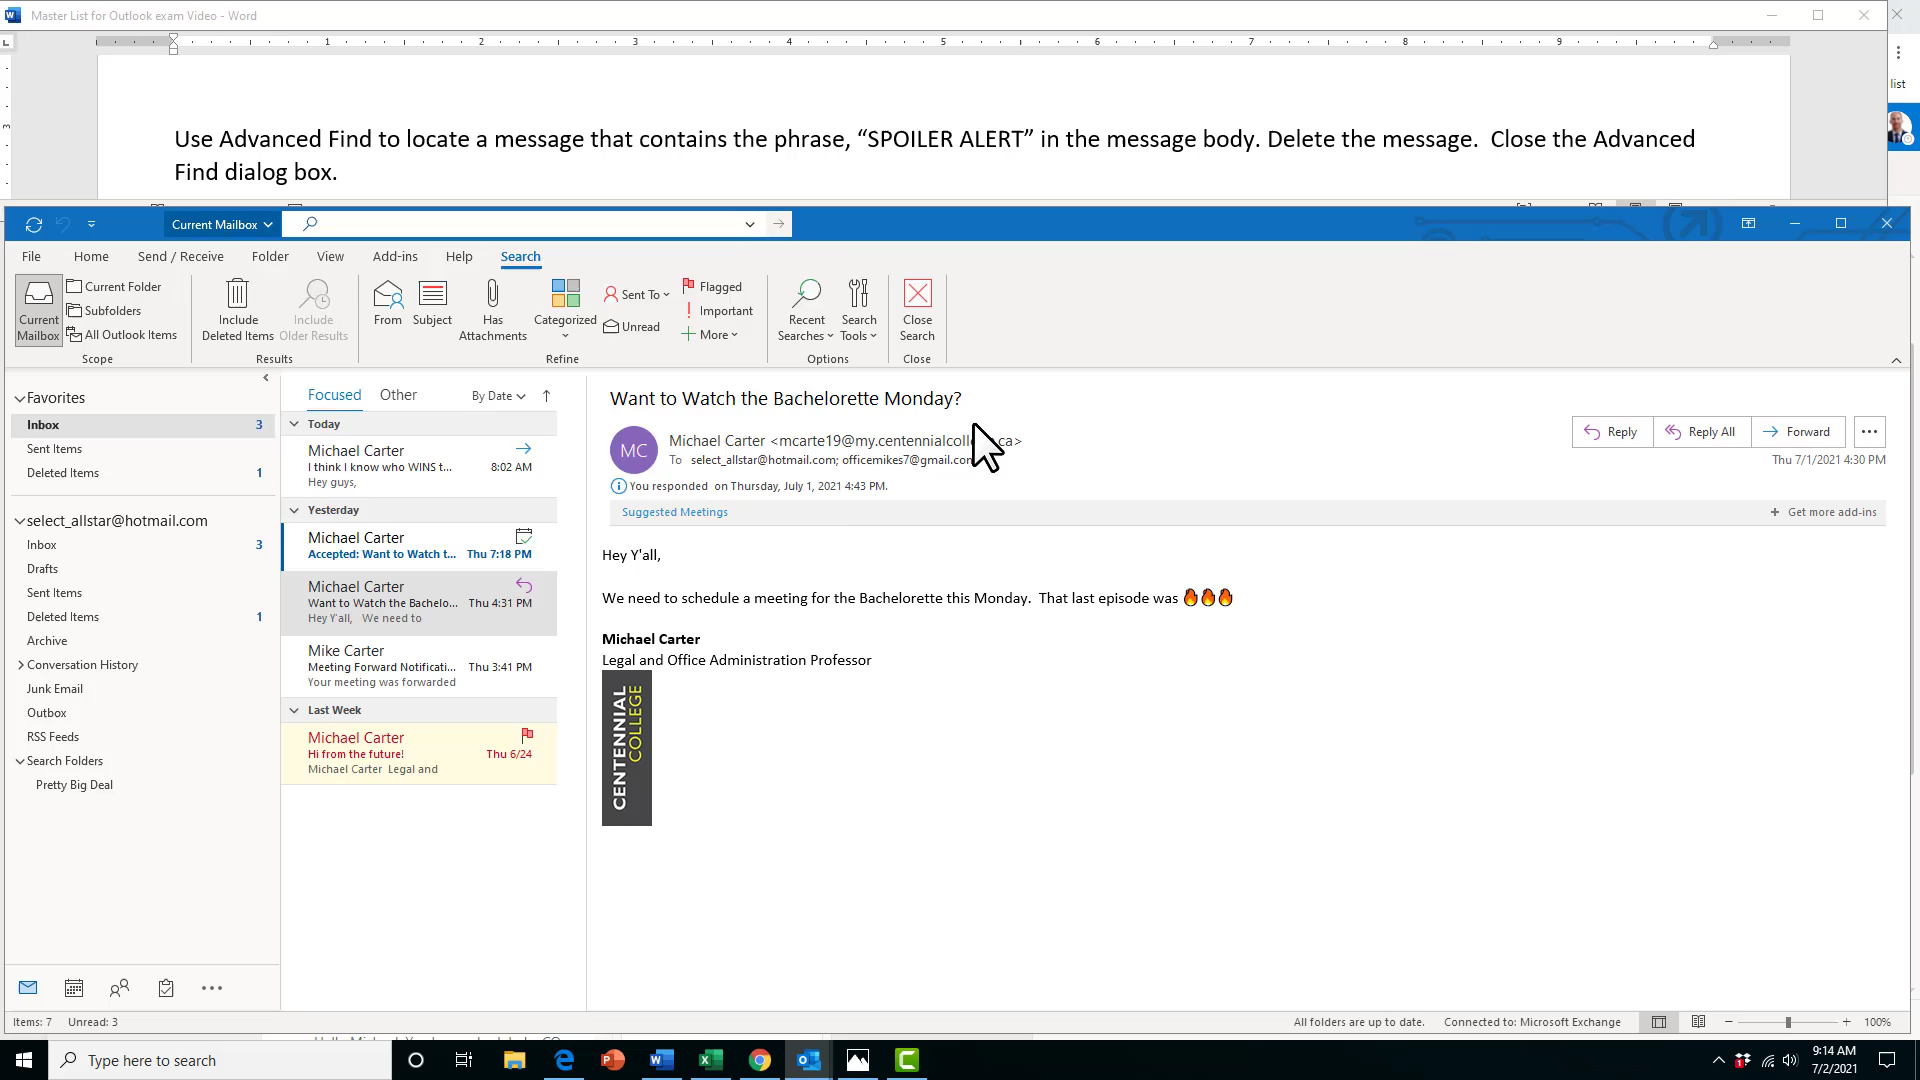 Master List for Outlook exam Video - Word
1 2 3 4 5 6 7 8 9
list
Use Advanced Find to locate a message that contains the phrase, “SPOILER ALERT” in the message body. Delete the message.  Close the Advanced
Find dialog box.
Current Mailbox
File Home Send / Receive Folder View Add-ins Help Search
Current Mailbox
Current Folder
Subfolders
All Outlook Items
Scope
Include Deleted Items
Include Older Results
Results
From
Subject
Has Attachments
Categorized
Sent To
Unread
Flagged
Important
More
Refine
Recent Searches
Search Tools
Options
Close Search
Close
Favorites
Inbox 3
Sent Items
Deleted Items 1
select_allstar@hotmail.com
Inbox 3
Drafts
Sent Items
Deleted Items 1
Archive
Conversation History
Junk Email
Outbox
RSS Feeds
Search Folders
Pretty Big Deal
Focused Other By Date
Today
Michael Carter
I think I know who WINS t... 8:02 AM
Hey guys,
Yesterday
Michael Carter
Accepted: Want to Watch t... Thu 7:18 PM
Michael Carter
Want to Watch the Bachelo... Thu 4:31 PM
Hey Y'all,   We need to
Mike Carter
Meeting Forward Notificati... Thu 3:41 PM
Your meeting was forwarded
Last Week
Michael Carter
Hi from the future! Thu 6/24
Michael Carter  Legal and
Want to Watch the Bachelorette Monday?
MC
Michael Carter
To select_allstar@hotmail.com;
You responded on Thursday, July 1, 2021 4:43 PM.
Reply Reply All Forward
Thu 7/1/2021 4:30 PM
Suggested Meetings
+ Get more add-ins
Hey Y'all,
We need to schedule a meeting for the Bachelorette this Monday.  That last episode was 🔥🔥🔥
Michael Carter
Legal and Office Administration Professor
CENTENNIAL
COLLEGE
Items: 7 Unread: 3
All folders are up to date. Connected to: Microsoft Exchange 100%
Type here to search
9:14 AM
7/2/2021